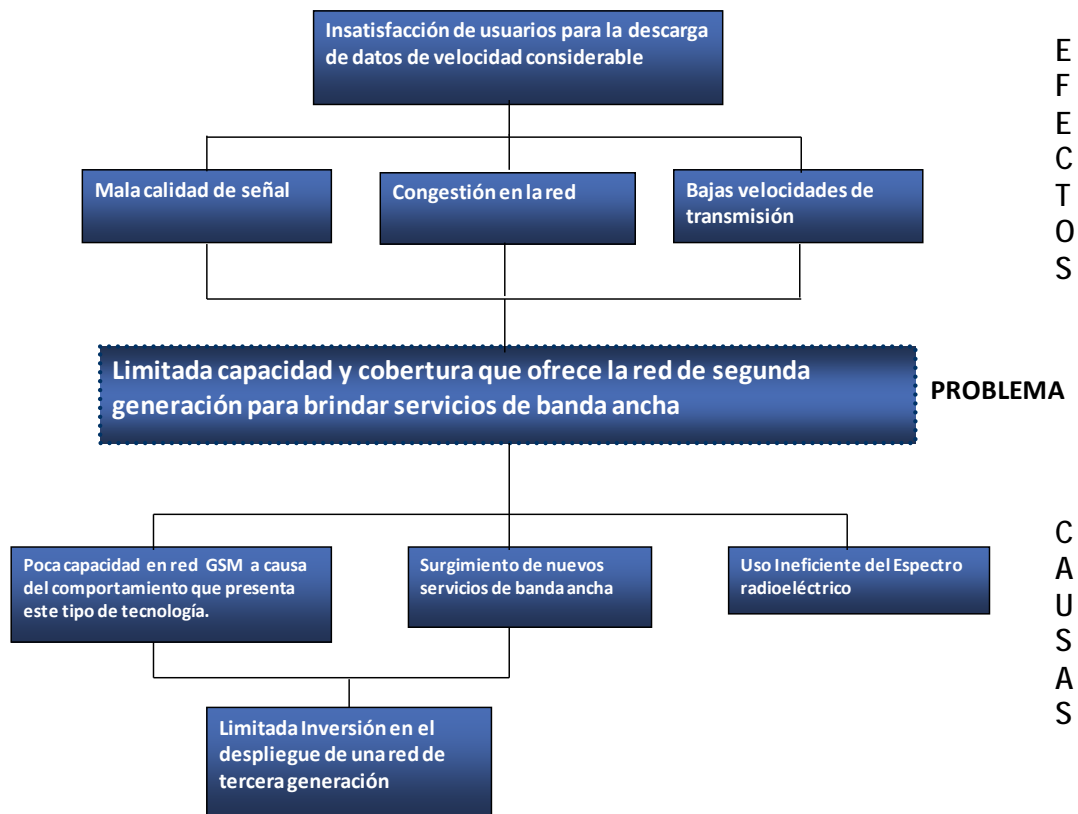 Insatisfacción de usuarios para la descarga
de datos de velocidad considerable
E
F
E
C
T
O
S
Mala calidad de señal
Congestión en la red
Bajas velocidades de
transmisión
Limitada capacidad y cobertura que ofrece la red de segunda
generación para brindar servicios de banda ancha
PROBLEMA
Poca capacidad en red GSM a causa
del comportamiento que presenta
este tipo de tecnología.
Surgimiento de nuevos
servicios de banda ancha
Uso Ineficiente del Espectro
radioeléctrico
C
A
U
S
A
S
Limitada Inversión en el
despliegue de una red de
tercera generación